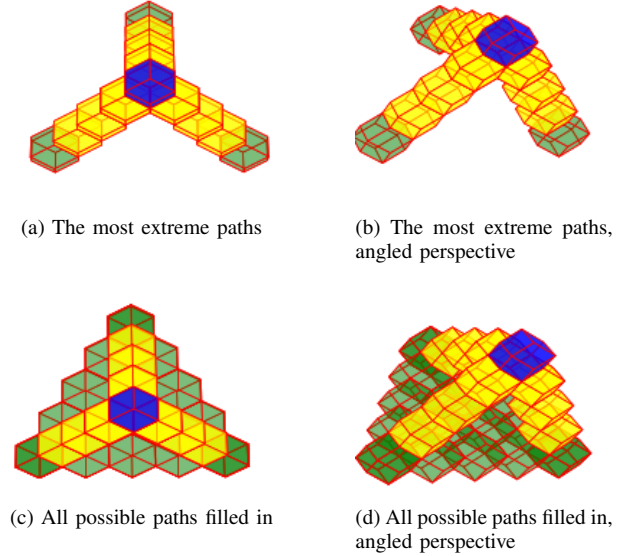 (a) The most extreme paths
(b) The most extreme paths,
angled perspective
(c) All possible paths filled in
(d) All possible paths filled in,
angled perspective